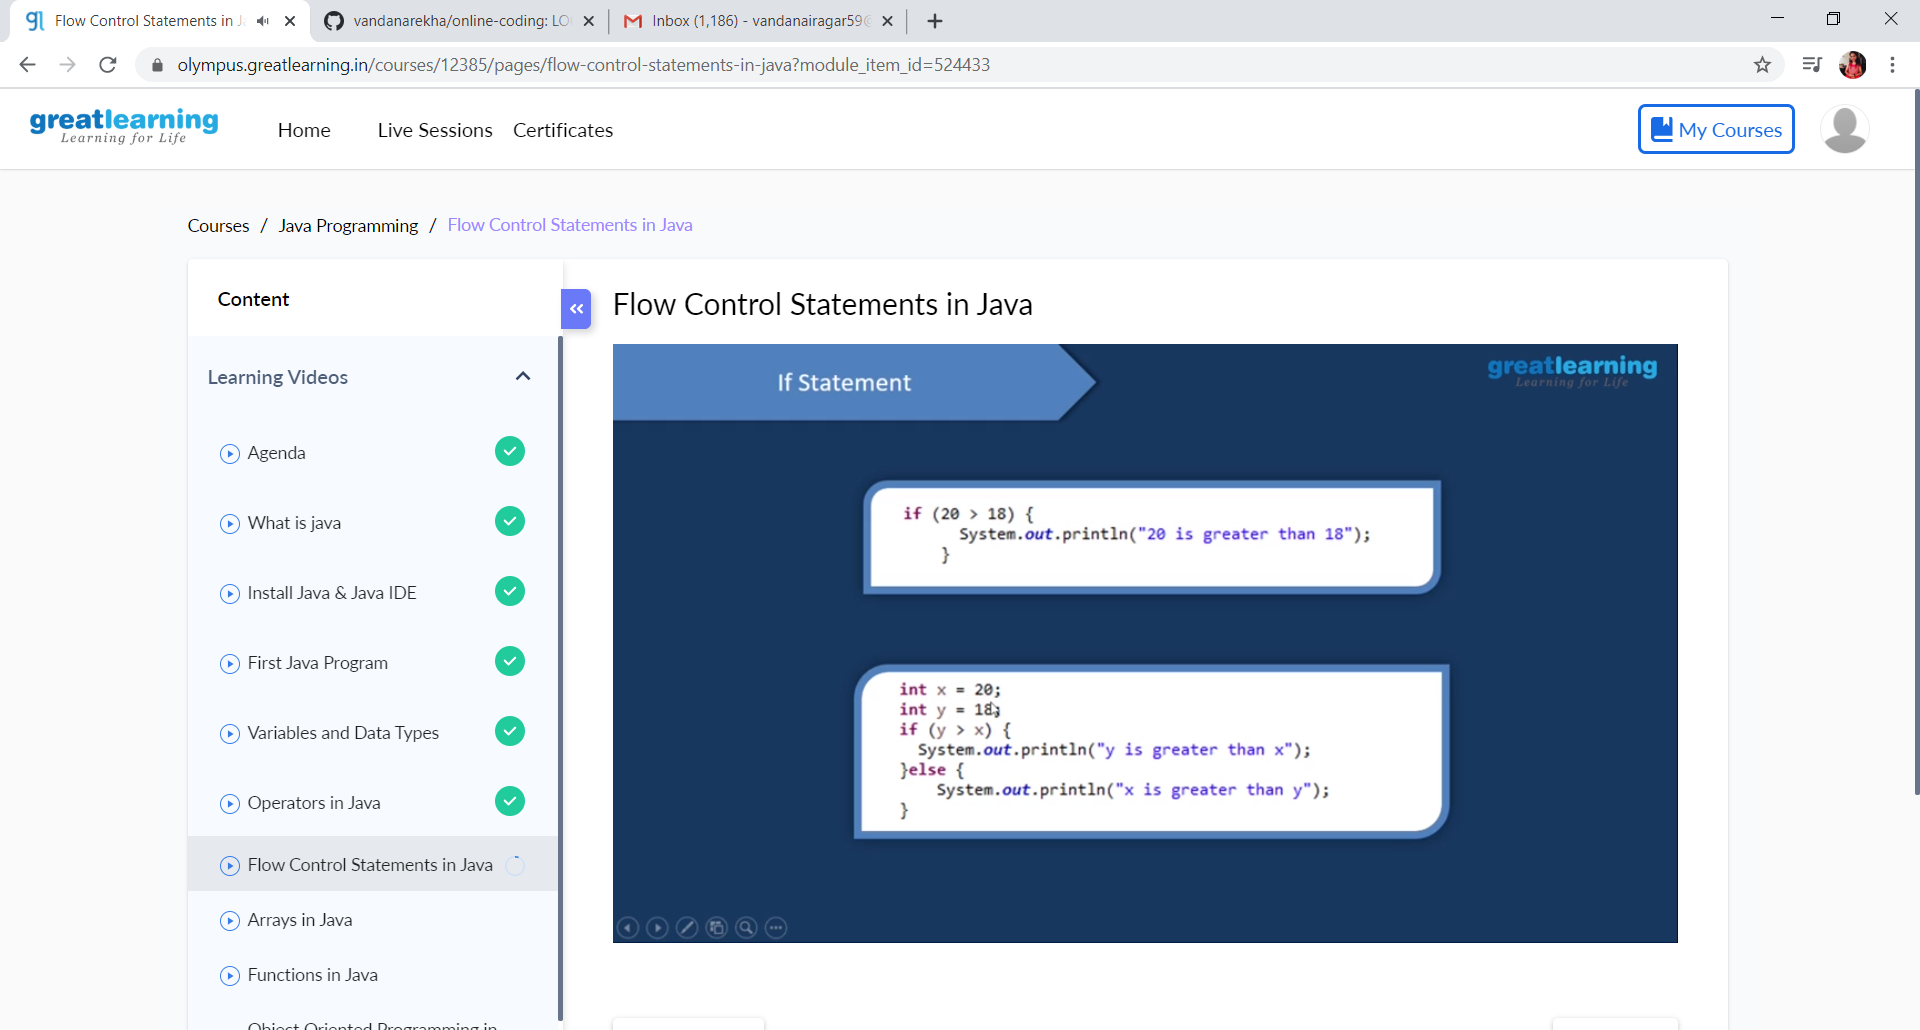 Flow Control Statements in J
vandanarekha/online-coding: LO
Inbox (1,186) - vandanairagar59
olympus.greatlearning.in/courses/12385/pages/flow-control-statements-in-java?module_item_id=524433
greatlearning
Learning for Life
Home
Live Sessions
Certificates
My Courses
Courses / Java Programming / Flow Control Statements in Java
Content
Learning Videos
Agenda
What is java
Install Java & Java IDE
First Java Program
Variables and Data Types
Operators in Java
Flow Control Statements in Java
Arrays in Java
Functions in Java
Object Oriented Programming in
Flow Control Statements in Java
If Statement
greatlearning
Learning for Life
if (20 > 18) {
System.out.println("20 is greater than 18");
}
int x = 20;
int y = 18;
if (y > x) {
System.out.println("y is greater than x");
}else {
System.out.println("x is greater than y");
}